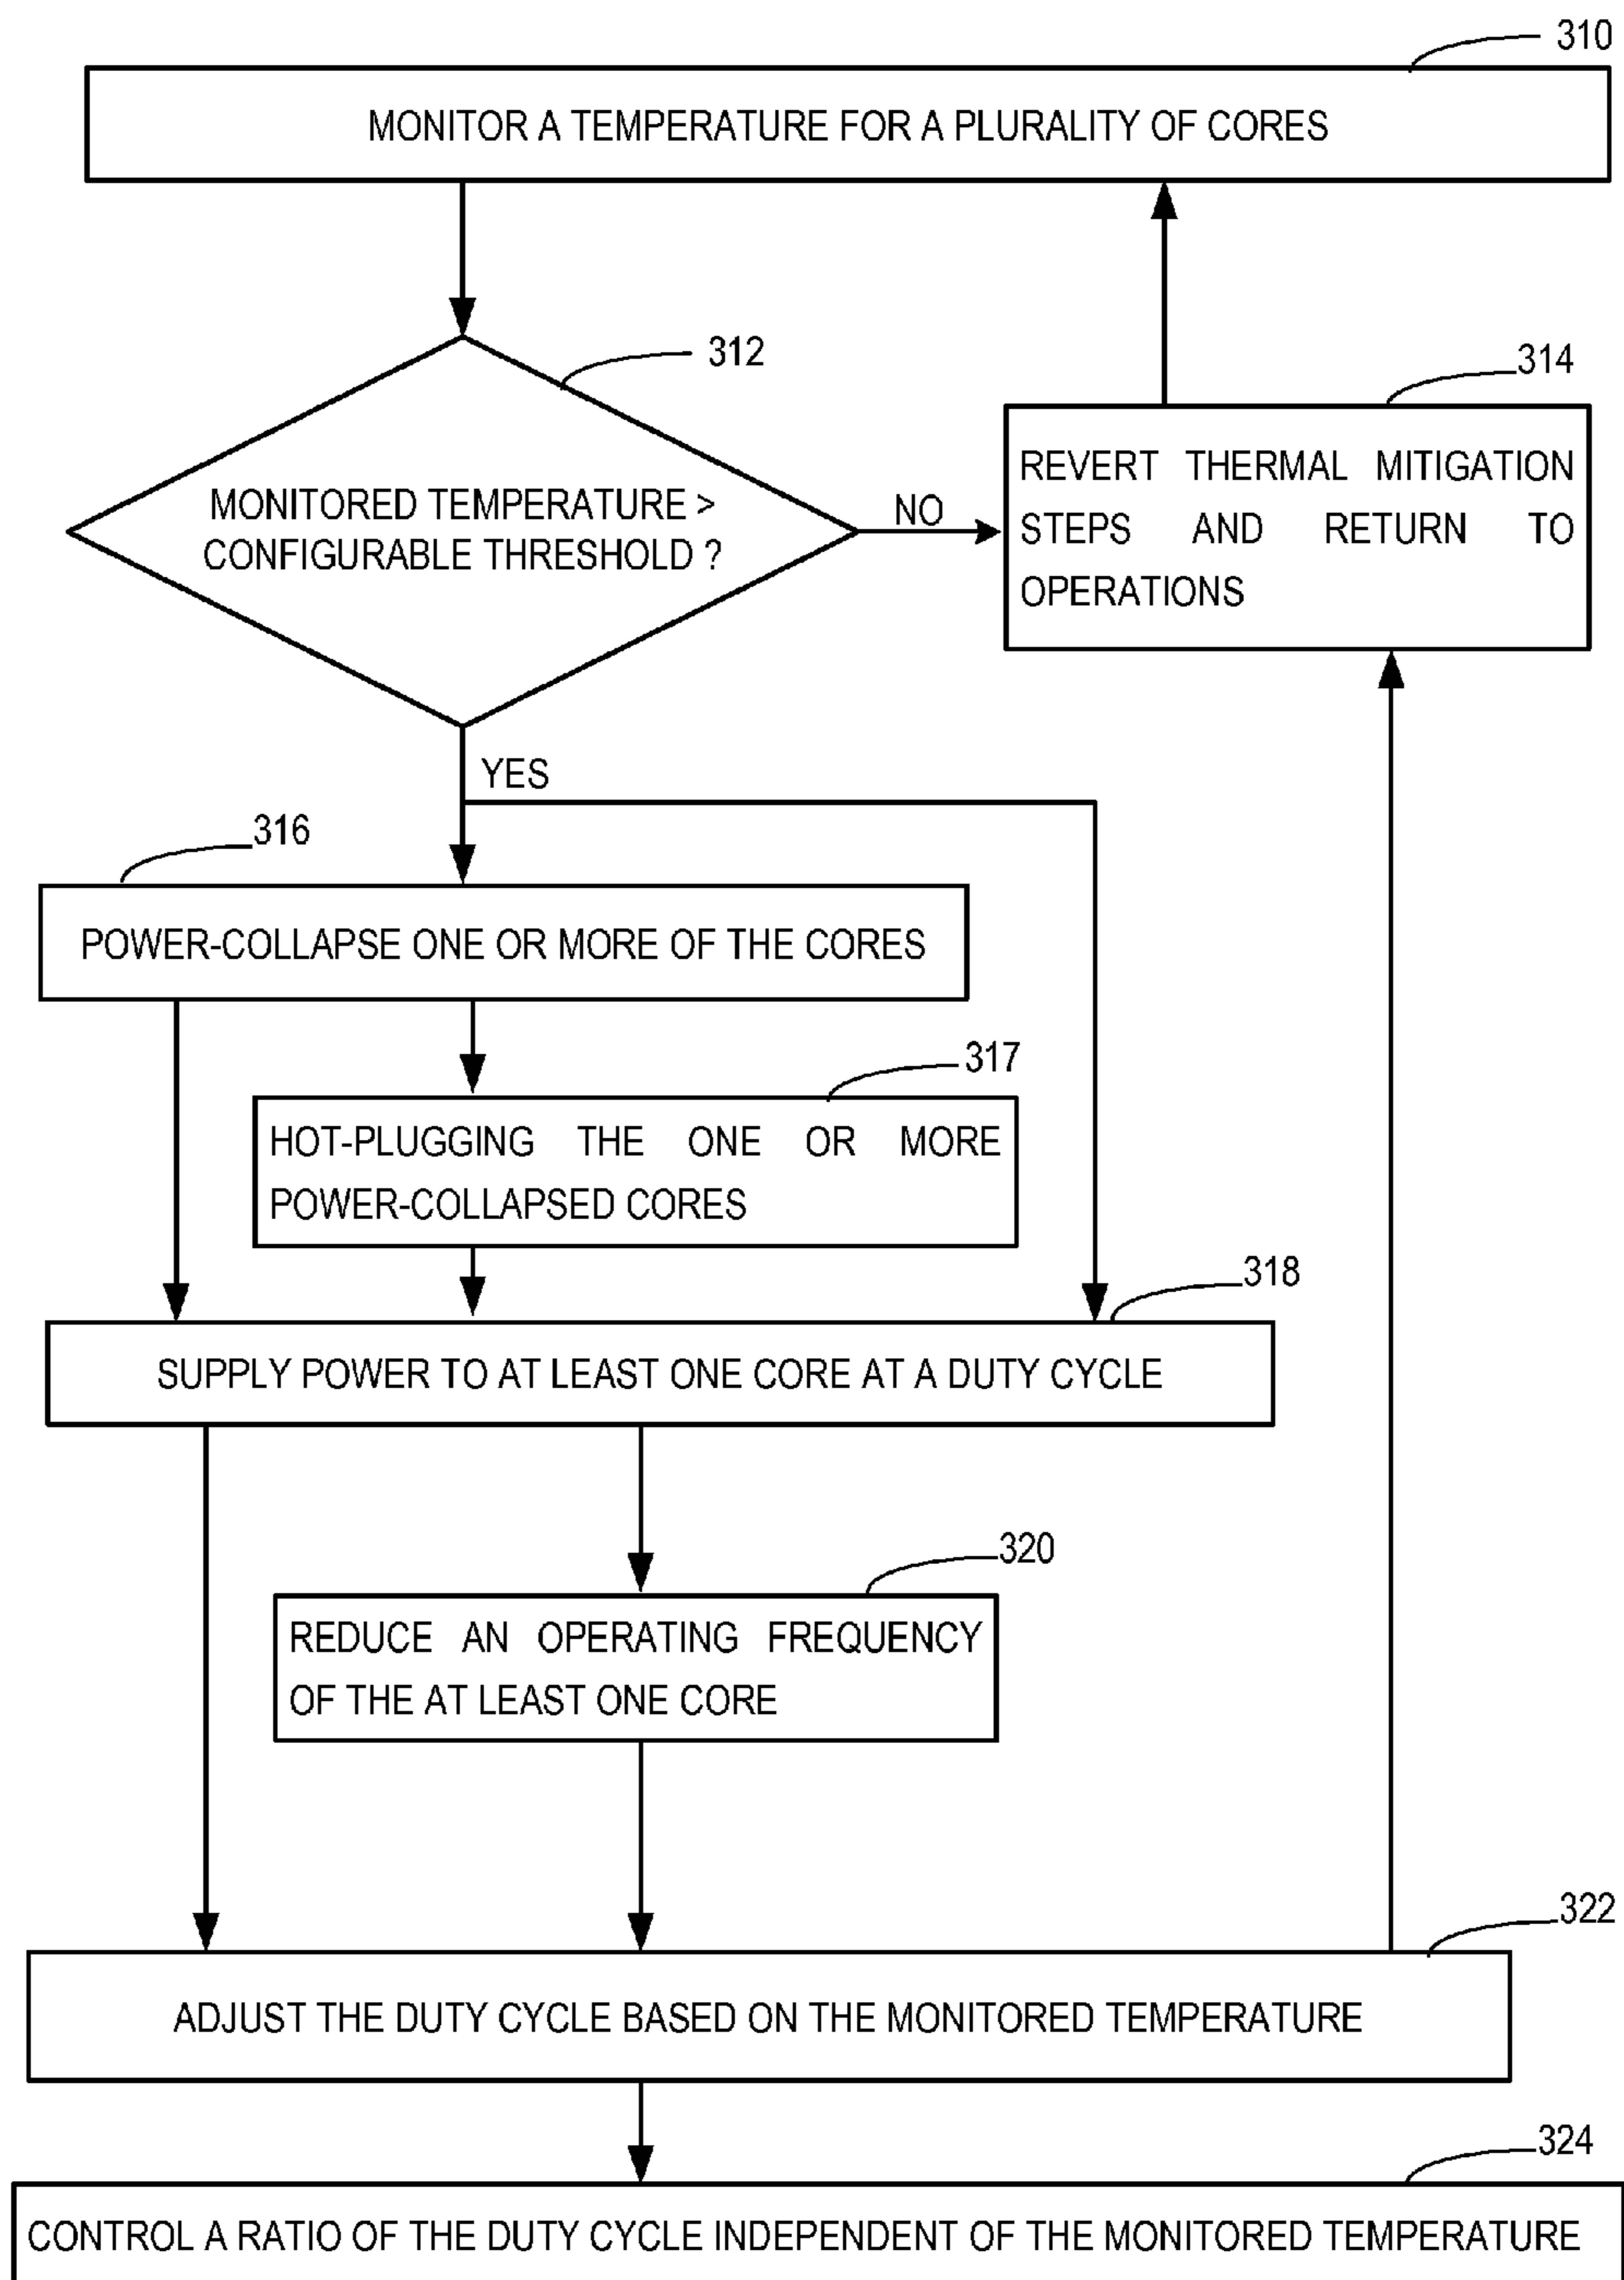 310
MONITOR A TEMPERATURE FOR A PLURALITY OF CORES
312
MONITORED TEMPERATURE >
CONFIGURABLE THRESHOLD ?
NO
314
REVERT THERMAL MITIGATION
STEPS AND RETURN TO
OPERATIONS
YES
316
POWER-COLLAPSE ONE OR MORE OF THE CORES
317
HOT-PLUGGING THE ONE OR MORE
POWER-COLLAPSED CORES
318
SUPPLY POWER TO AT LEAST ONE CORE AT A DUTY CYCLE
320
REDUCE AN OPERATING FREQUENCY
OF THE AT LEAST ONE CORE
322
ADJUST THE DUTY CYCLE BASED ON THE MONITORED TEMPERATURE
324
CONTROL A RATIO OF THE DUTY CYCLE INDEPENDENT OF THE MONITORED TEMPERATURE